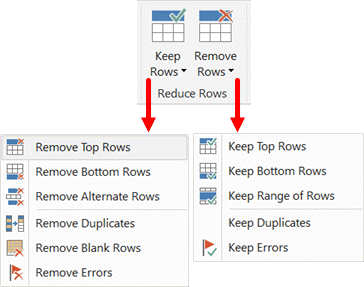 Keep Remove
Rows Rows
Reduce Rows
Remove Top Rows
Remove Bottom Rows
Remove Alternate Rows
Remove Duplicates
Remove Blank Rows
Remove Errors
Keep Top Rows
Keep Bottom Rows
Keep Range of Rows
Keep Duplicates
Keep Errors